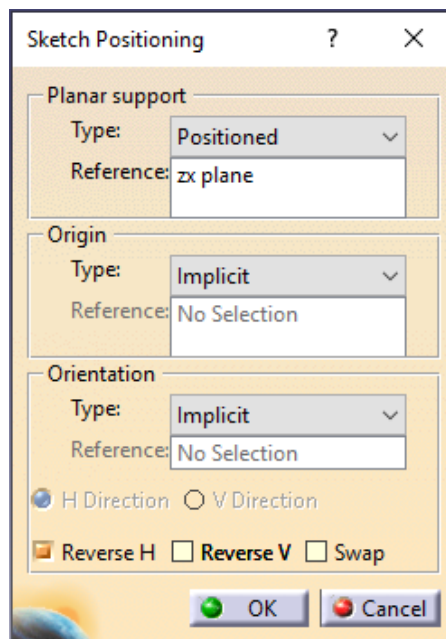 Sketch Positioning ? ×
Planar support
Type: Positioned
Reference: zx plane
Origin
Type: Implicit
Reference: No Selection
Orientation
Type: Implicit
Reference: No Selection
H Direction V Direction
Reverse H Reverse V Swap
OK Cancel